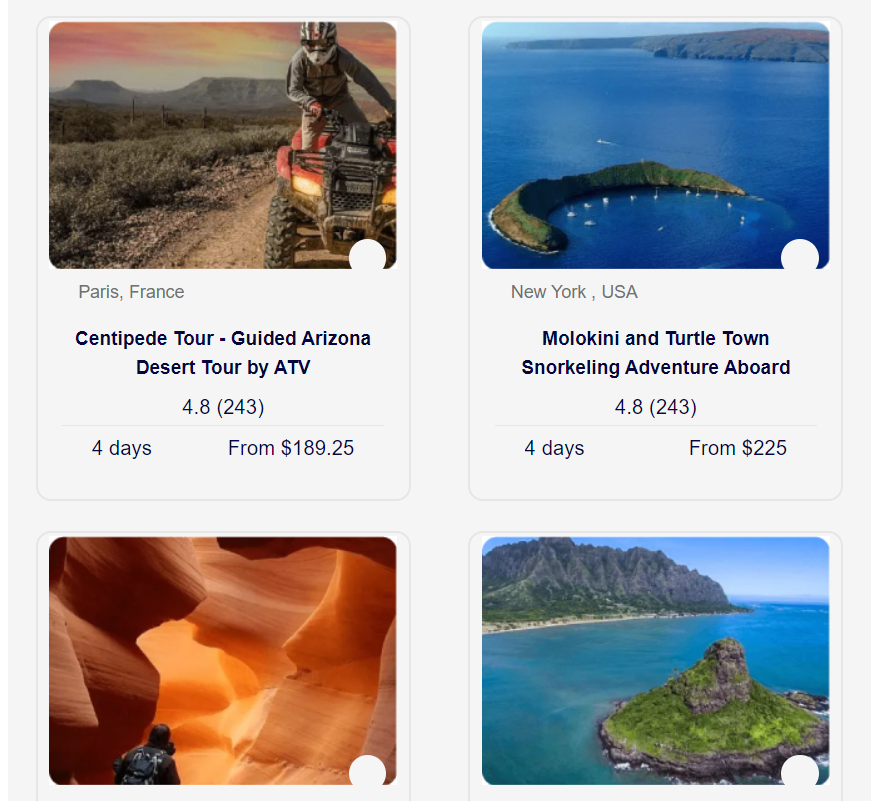 Paris, France
Centipede Tour - Guided Arizona
Desert Tour by ATV
4.8 (243)
4 days From $189.25
New York , USA
Molokini and Turtle Town
Snorkeling Adventure Aboard
4.8 (243)
4 days From $225